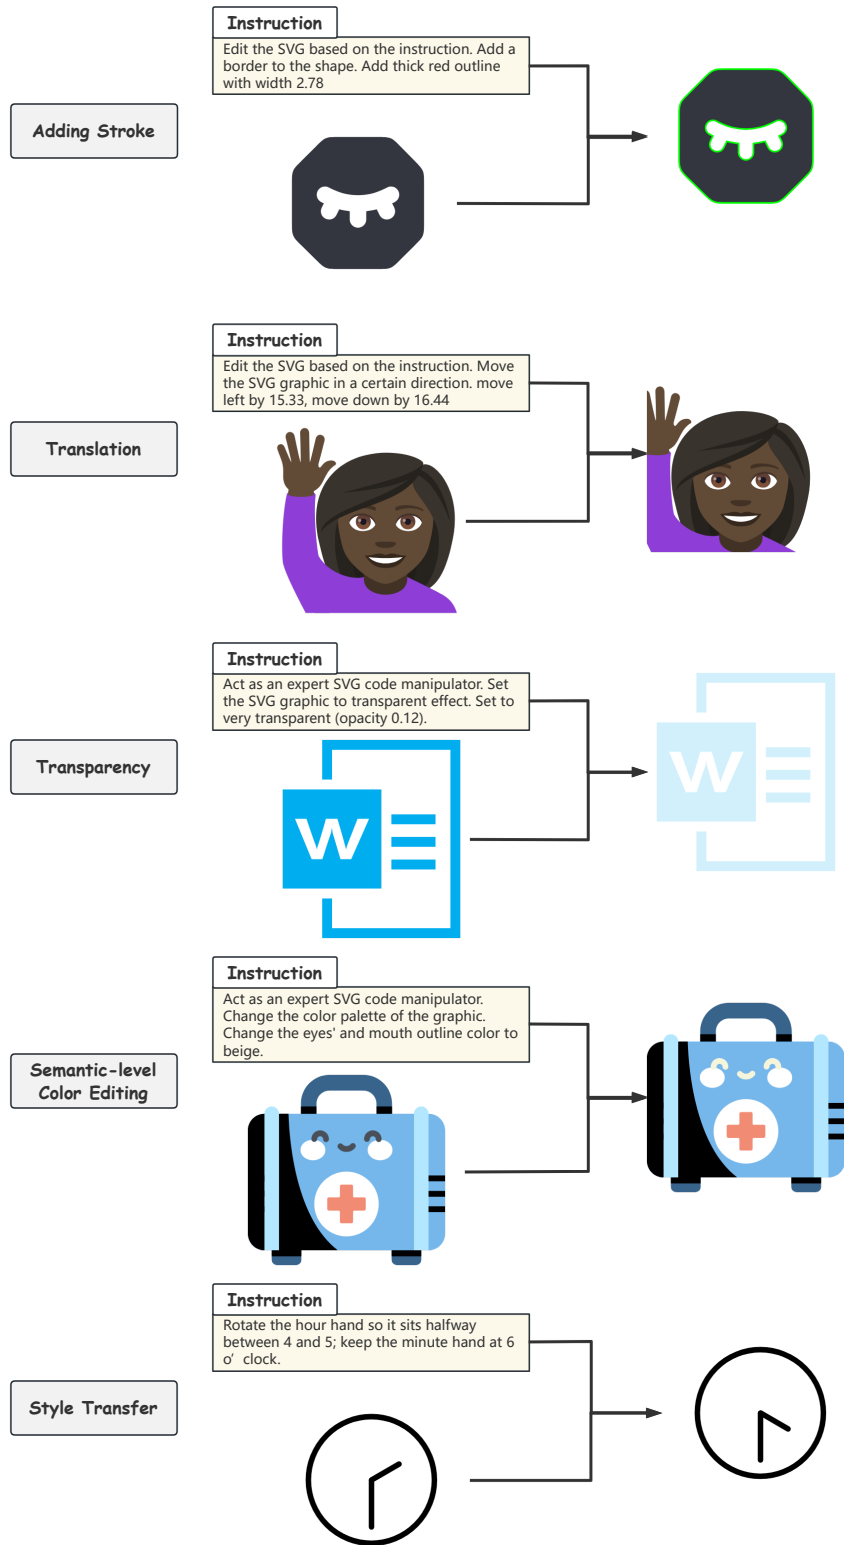 Instruction
Edit the SVG based on the instruction. Add a
border to the shape. Add thick red outline
with width 2.78
Adding Stroke
Instruction
Edit the SVG based on the instruction. Move
the SVG graphic in a certain direction. move
left by 15.33, move down by 16.44
Translation
Instruction
Act as an expert SVG code manipulator. Set
the SVG graphic to transparent effect. Set to
very transparent (opacity 0.12).
Transparency
W
W
Instruction
Act as an expert SVG code manipulator.
Change the color palette of the graphic.
Change the eyes' and mouth outline color to
beige.
Semantic-level
Color Editing
Instruction
Rotate the hour hand so it sits halfway
between 4 and 5; keep the minute hand at 6
o’ clock.
Style Transfer